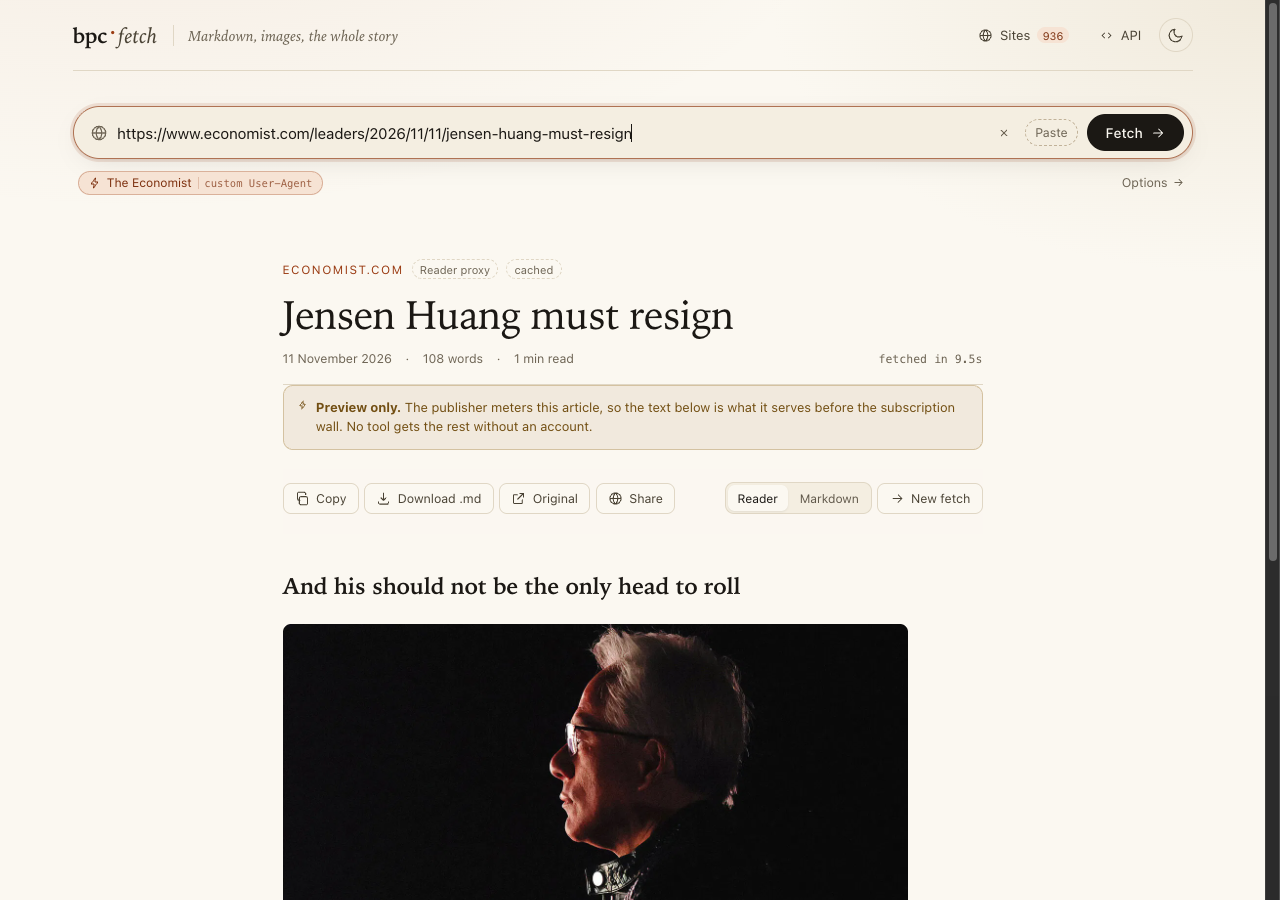 bpc·fetch
Markdown, images, the whole story
Sites 936
API
https://www.economist.com/leaders/2026/11/11/jensen-huang-must-resign
×
Paste
Fetch →
The Economist | custom User-Agent
Options →
ECONOMIST.COM
Reader proxy
cached
Jensen Huang must resign
11 November 2026 · 108 words · 1 min read
fetched in 9.5s
Preview only. The publisher meters this article, so the text below is what it serves before the subscription
wall. No tool gets the rest without an account.
Copy
Download .md
Original
Share
Reader
Markdown
→ New fetch
And his should not be the only head to roll